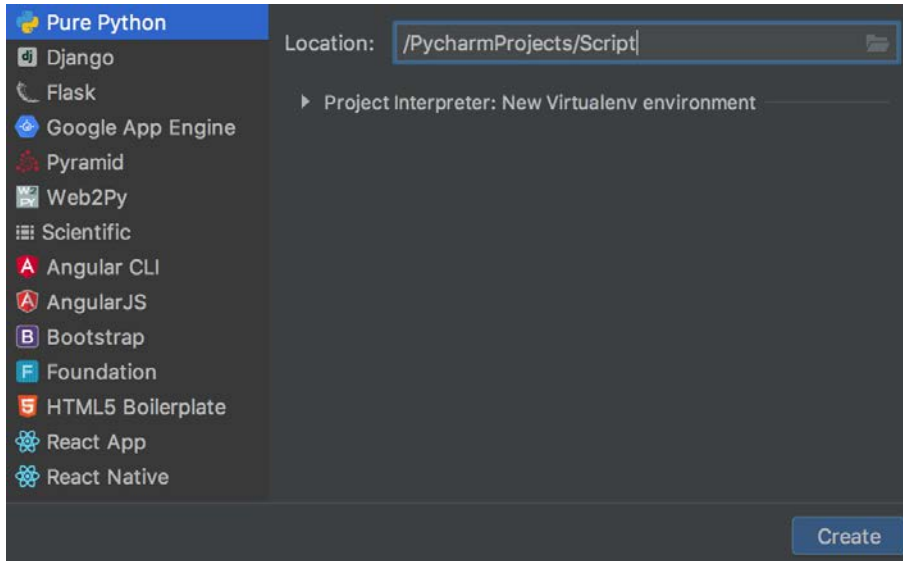 Pure Python
Django
Flask
Google App Engine
Pyramid
Web2Py
Scientific
Angular CLI
AngularJS
Bootstrap
Foundation
HTML5 Boilerplate
React App
React Native
Location: /PycharmProjects/Script
Project Interpreter: New Virtualenv environment
Create